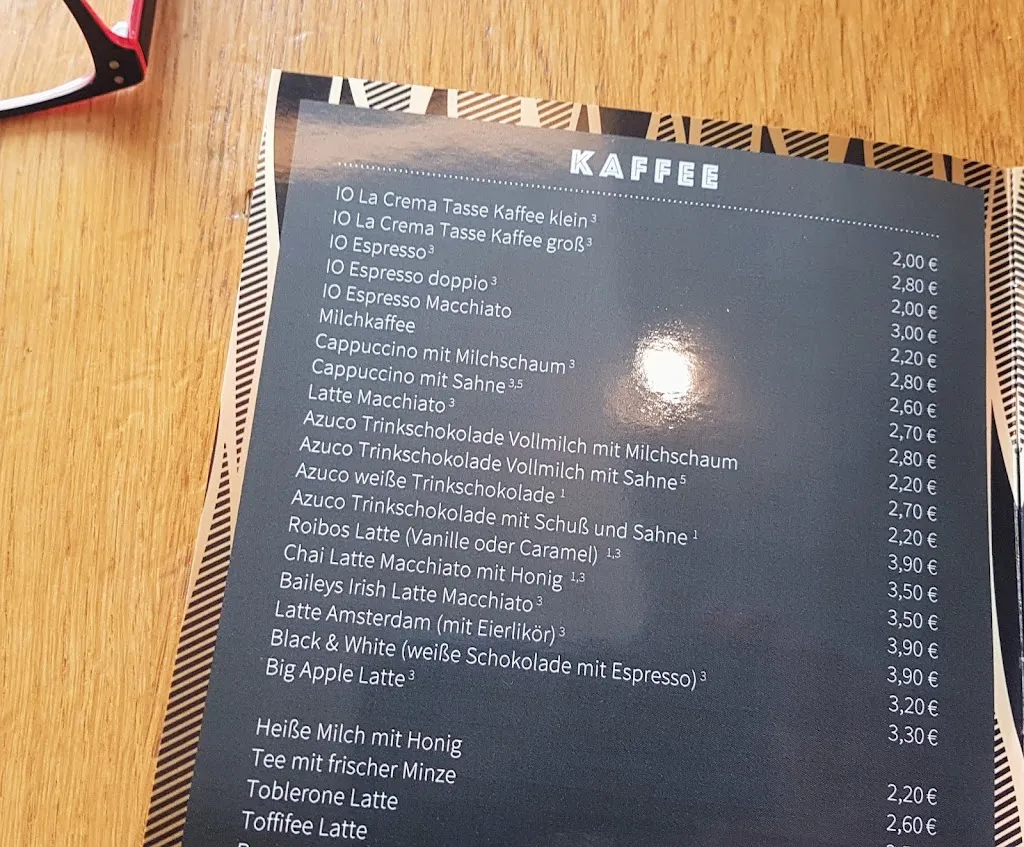 KAFFEE
IO La Crema Tasse Kaffee klein ³ 2,00 €
IO La Crema Tasse Kaffee groß ³ 2,80 €
IO Espresso ³ 2,00 €
IO Espresso doppio ³ 3,00 €
IO Espresso Macchiato 2,20 €
Milchkaffee 2,80 €
Cappuccino mit Milchschaum ³ 2,60 €
Cappuccino mit Sahne ³,⁵ 2,70 €
Latte Macchiato ³ 2,80 €
Azuco Trinkschokolade Vollmilch mit Milchschaum 2,20 €
Azuco Trinkschokolade Vollmilch mit Sahne ⁵ 2,70 €
Azuco weiße Trinkschokolade ¹ 2,20 €
Azuco Trinkschokolade mit Schuß und Sahne ¹ 3,90 €
Roibos Latte (Vanille oder Caramel) ¹,³ 3,50 €
Chai Latte Macchiato mit Honig ¹,³ 3,50 €
Baileys Irish Latte Macchiato ³ 3,90 €
Latte Amsterdam (mit Eierlikör) ³ 3,90 €
Black & White (weiße Schokolade mit Espresso) ³ 3,20 €
Big Apple Latte ³ 3,30 €
Heiße Milch mit Honig 2,20 €
Tee mit frischer Minze 2,60 €
Toblerone Latte
Toffifee Latte